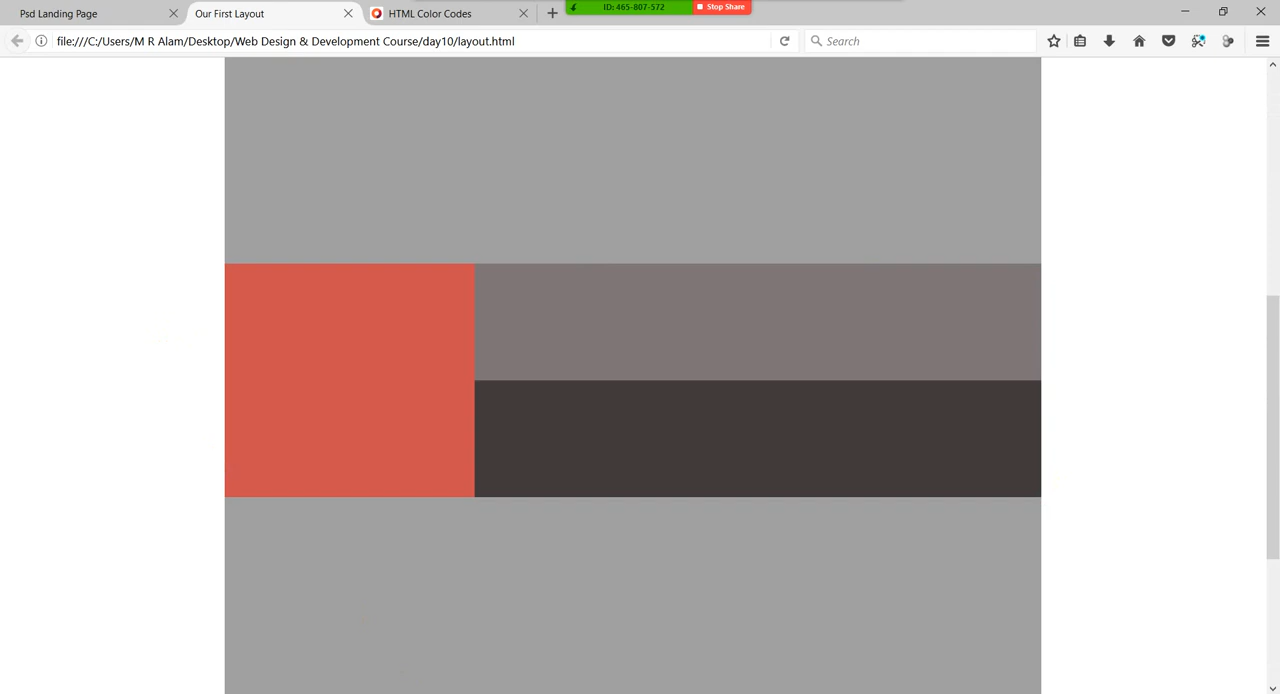 Psd Landing Page
Our First Layout
HTML Color Codes
ID: 465-807-572
Stop Share
file:///C:/Users/M R Alam/Desktop/Web Design & Development Course/day10/layout.html
Search